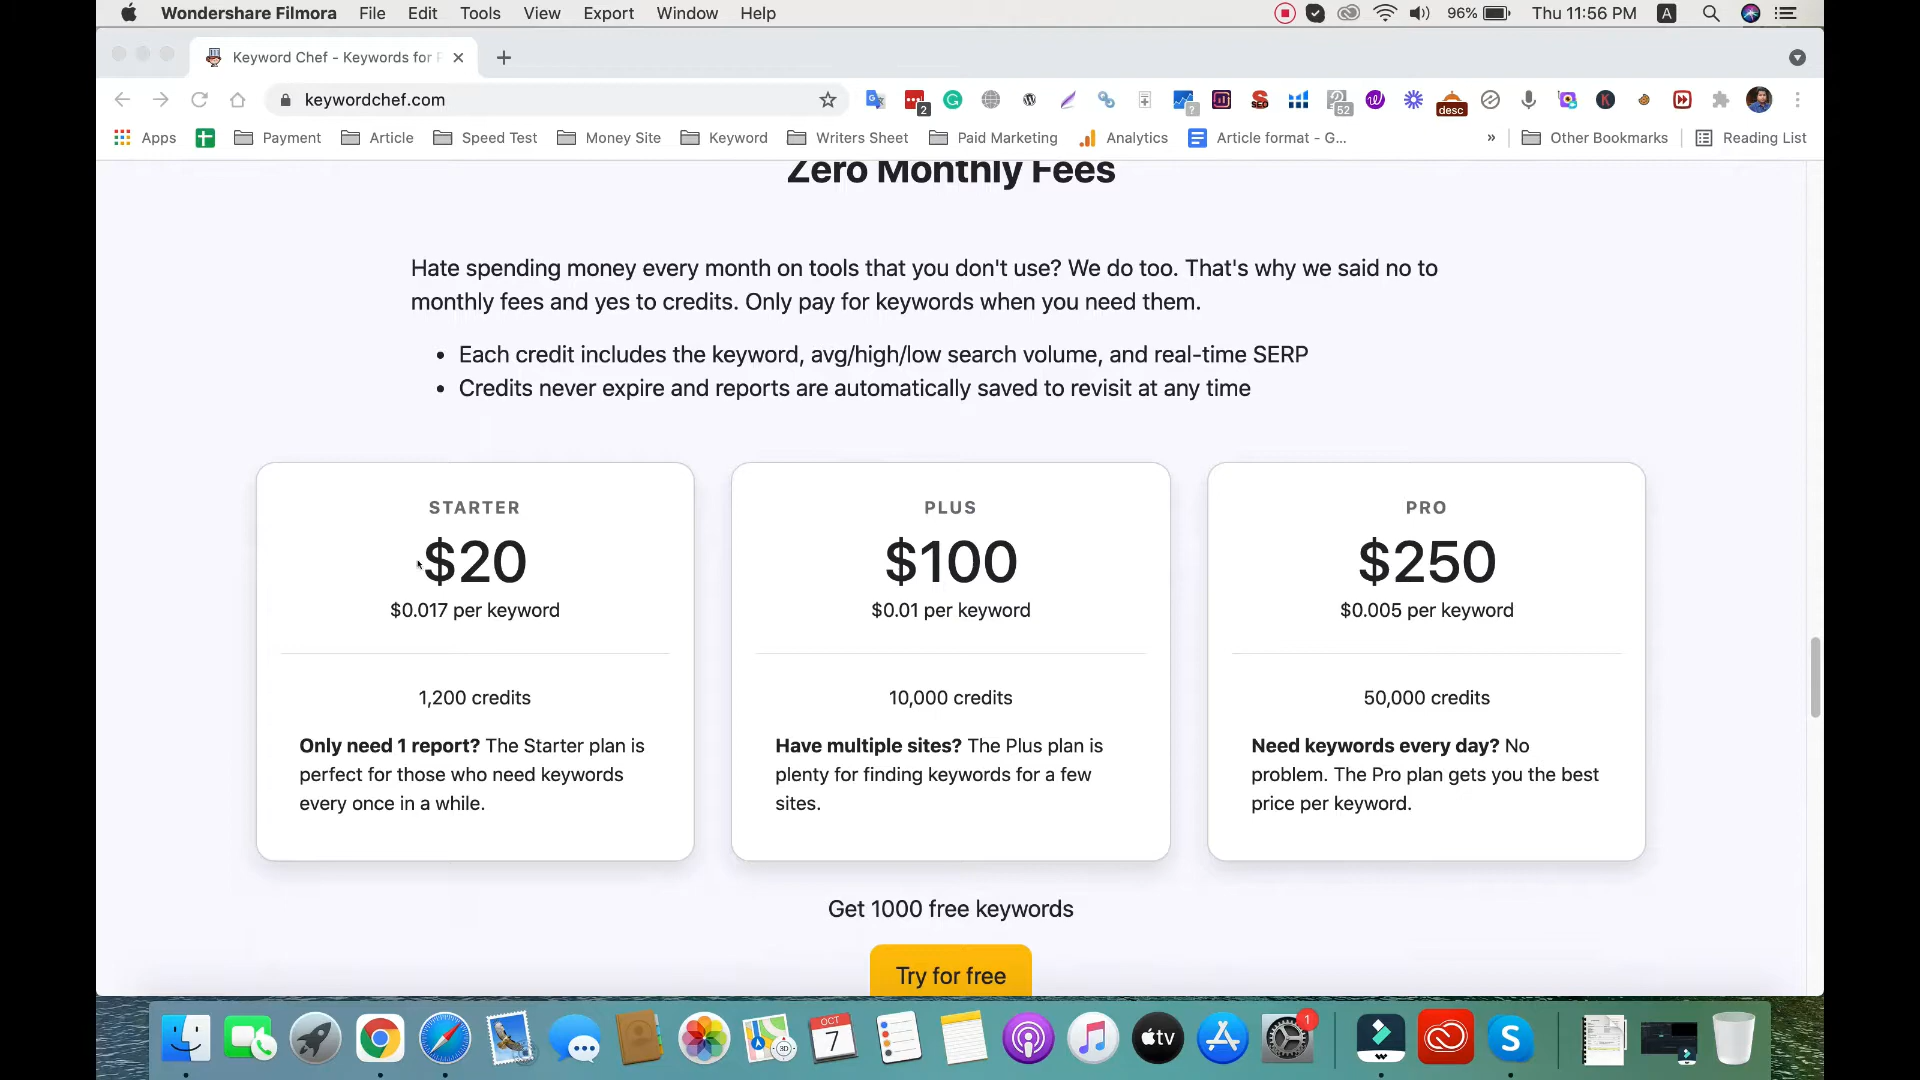 Wondershare Filmora File Edit Tools View Export Window Help 96% Thu 11:56 PM A
Keyword Chef - Keywords for
keywordchef.com
2 52 desc
Apps Payment Article Speed Test Money Site Keyword Writers Sheet Paid Marketing Analytics Article format - G... » Other Bookmarks Reading List
Zero Monthly Fees
Hate spending money every month on tools that you don't use? We do too. That's why we said no to
monthly fees and yes to credits. Only pay for keywords when you need them.
• Each credit includes the keyword, avg/high/low search volume, and real-time SERP
• Credits never expire and reports are automatically saved to revisit at any time
STARTER
$20
$0.017 per keyword
1,200 credits
Only need 1 report? The Starter plan is
perfect for those who need keywords
every once in a while.
PLUS
$100
$0.01 per keyword
10,000 credits
Have multiple sites? The Plus plan is
plenty for finding keywords for a few
sites.
PRO
$250
$0.005 per keyword
50,000 credits
Need keywords every day? No
problem. The Pro plan gets you the best
price per keyword.
Get 1000 free keywords
Try for free
OCT
7
3D
tv
1
S